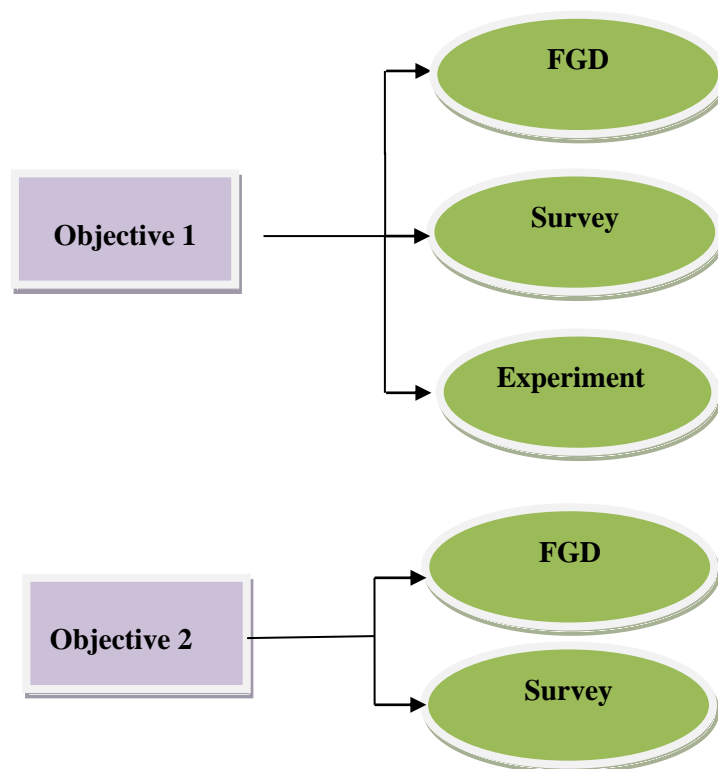 FGD
Survey
Objective 1
Experiment
FGD
Objective 2
Survey